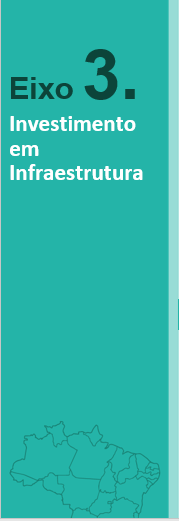 Eixo 3.
Investimento
em
Infraestrutura